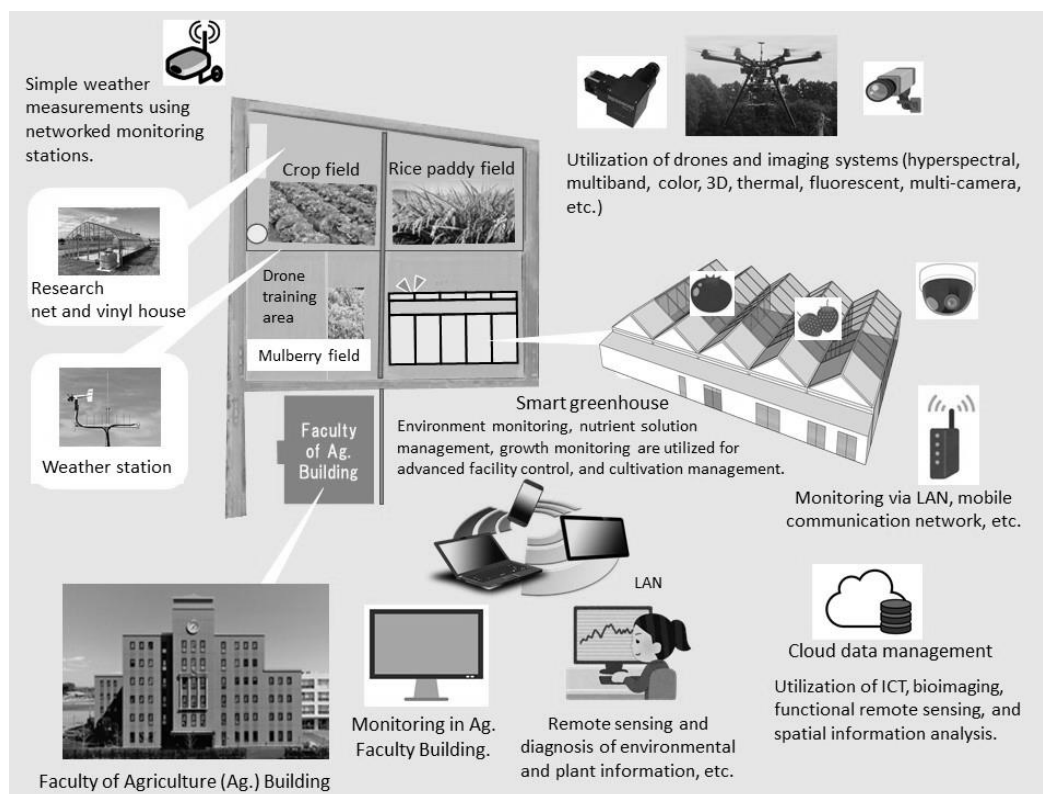 Simple weather
measurements using
networked monitoring
stations.
Utilization of drones and imaging systems (hyperspectral,
multiband, color, 3D, thermal, fluorescent, multi-camera,
etc.)
Crop field
Rice paddy field
Research
net and vinyl house
Drone
training
area
Mulberry field
Weather station
Smart greenhouse
Environment monitoring, nutrient solution
management, growth monitoring are utilized for
advanced facility control, and cultivation management.
Faculty
of Ag.
Building
Monitoring via LAN, mobile
communication network, etc.
LAN
Cloud data management
Utilization of ICT, bioimaging,
functional remote sensing, and
spatial information analysis.
Monitoring in Ag.
Faculty Building.
Remote sensing and
diagnosis of environmental
and plant information, etc.
Faculty of Agriculture (Ag.) Building